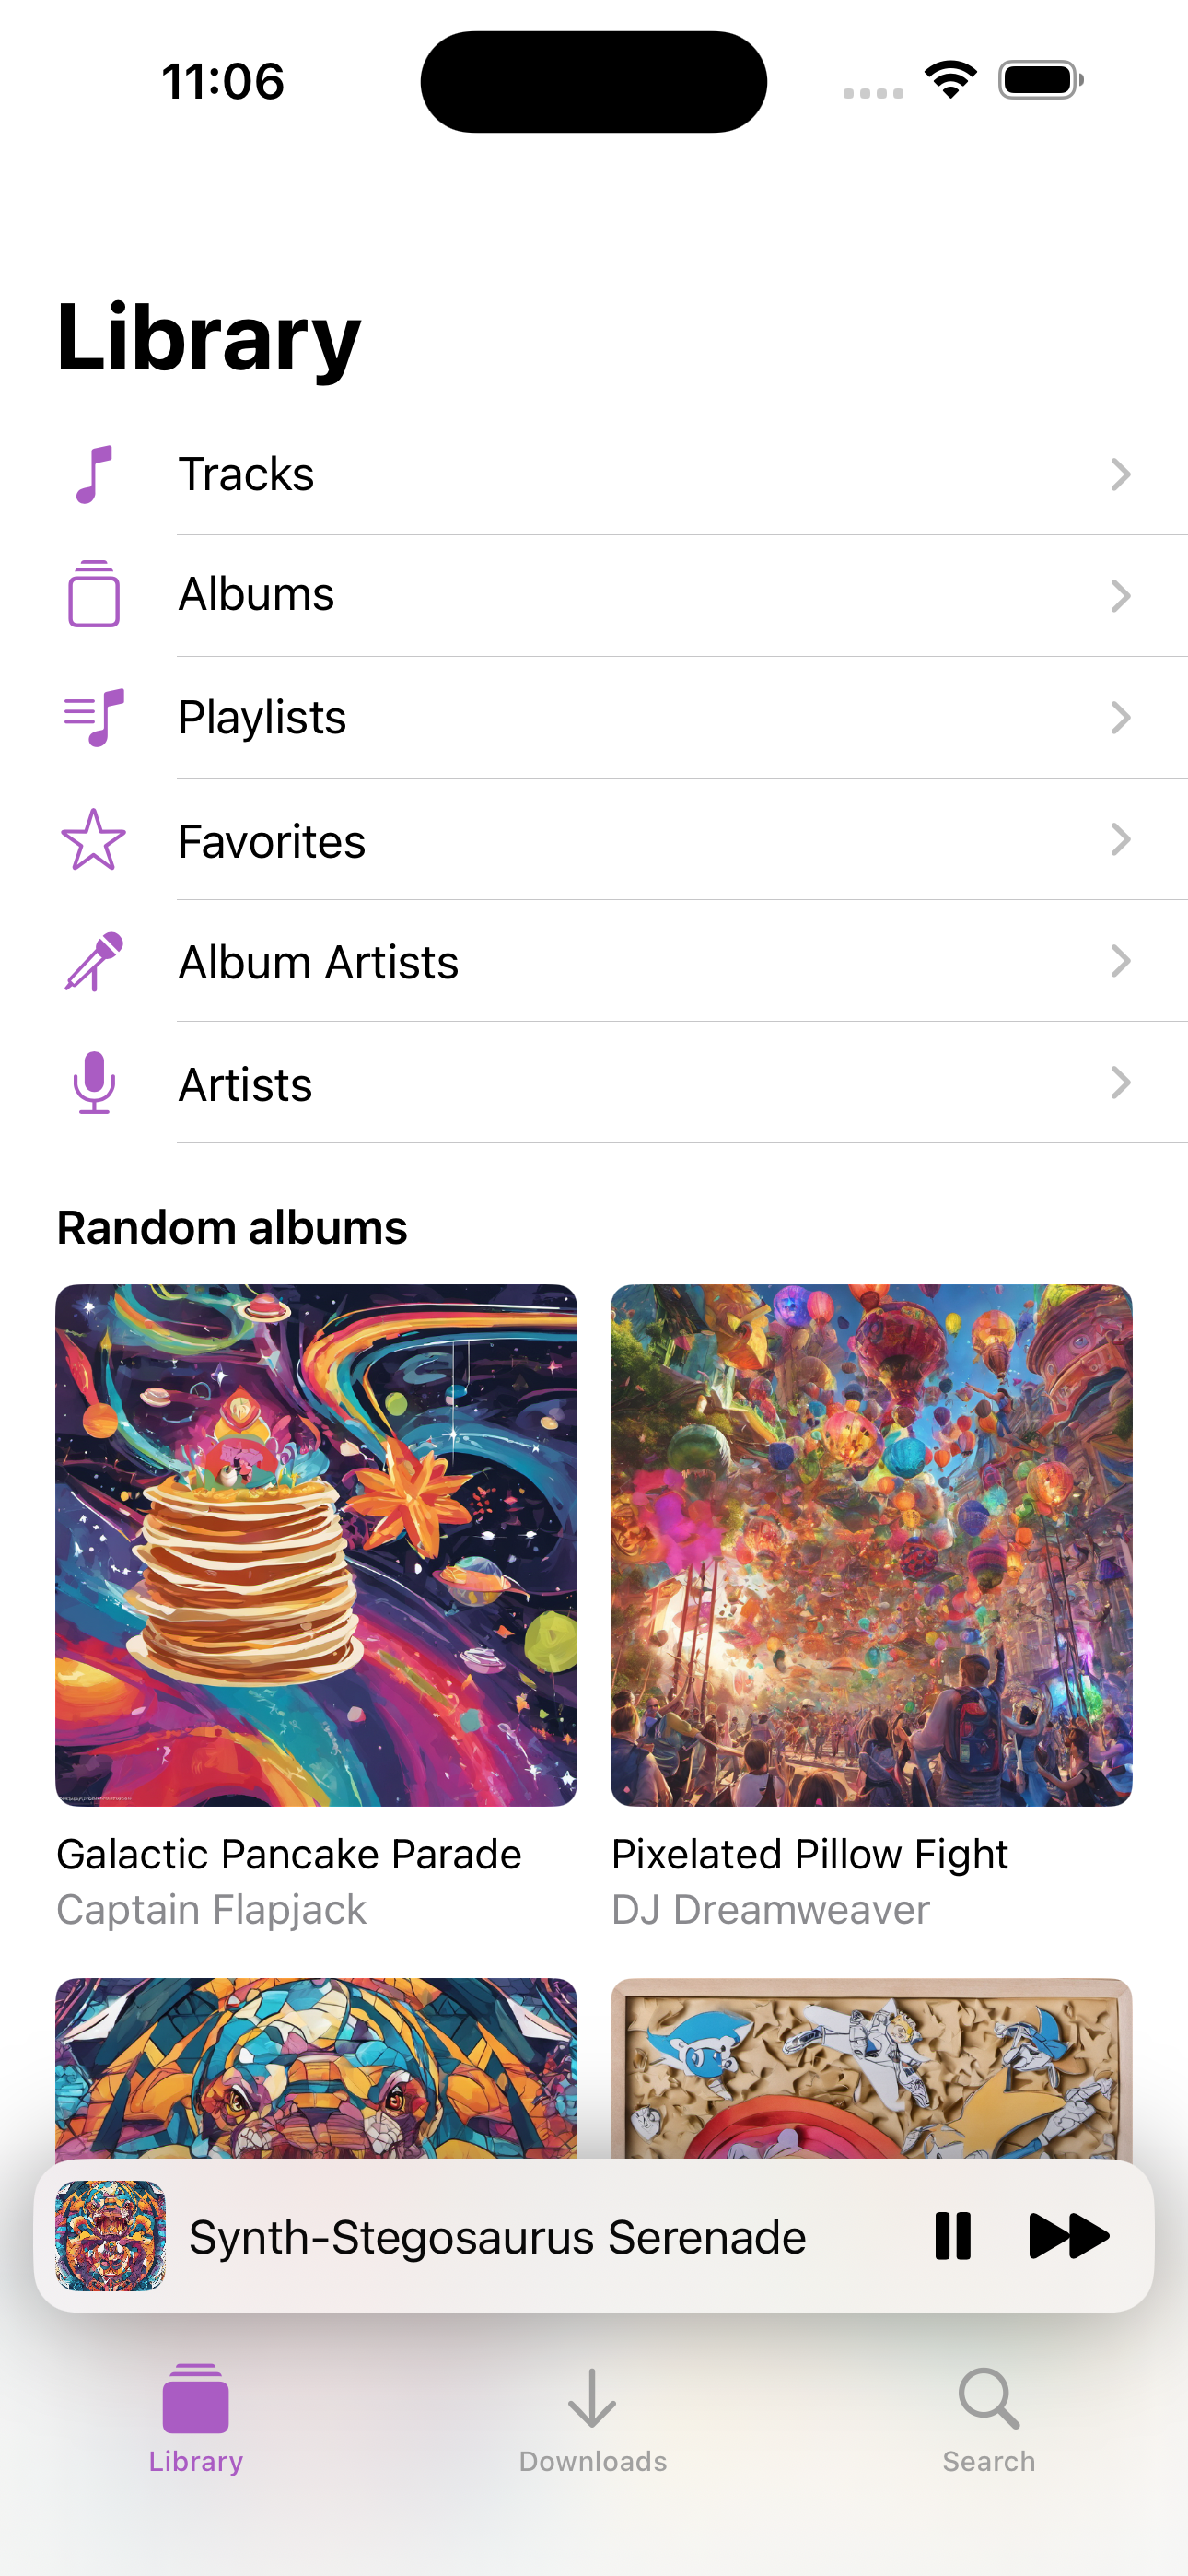 11:06
Library
Tracks
Albums
Playlists
Favorites
Album Artists
Artists
Random albums
Galactic Pancake Parade
Pixelated Pillow Fight
Captain Flapjack
DJ Dreamweaver
Synth-Stegosaurus Serenade
Library
Downloads
Search